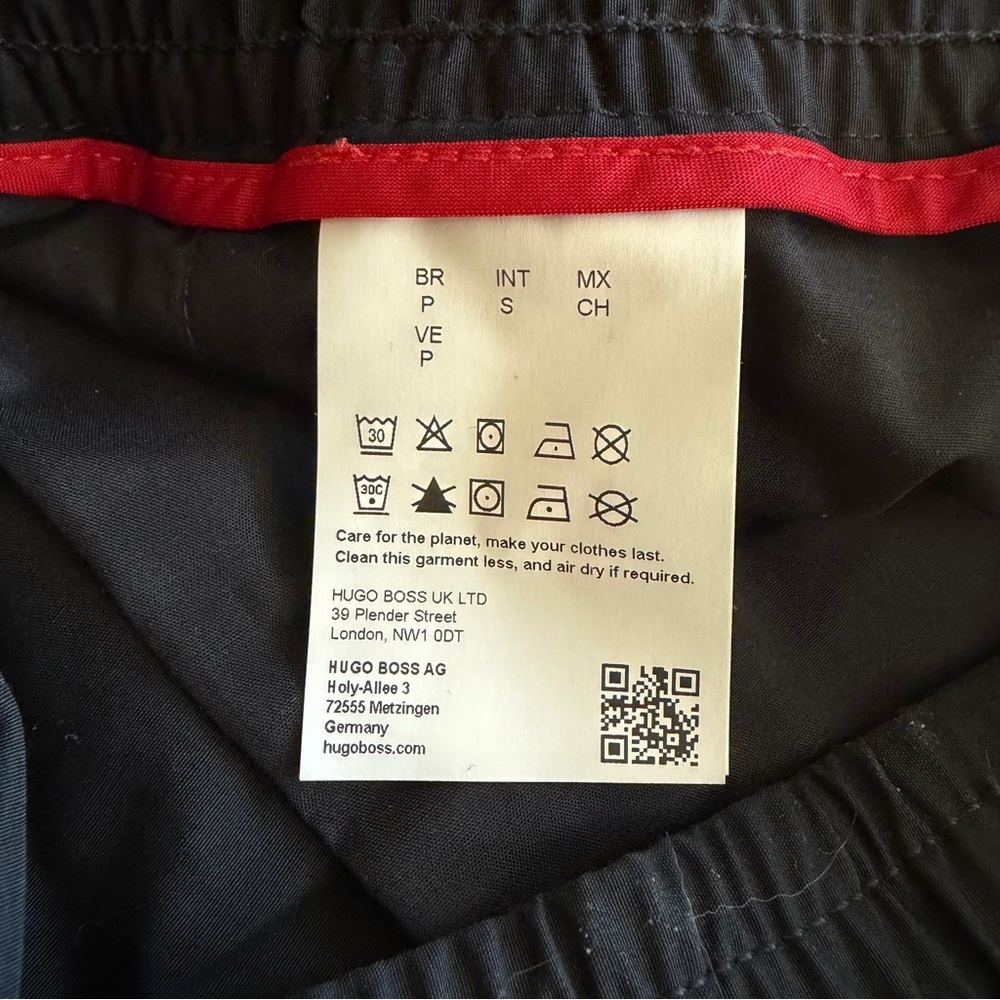 BR INT MX
P S CH
VE
P
30
30C
Care for the planet, make your clothes last.
Clean this garment less, and air dry if required.
HUGO BOSS UK LTD
39 Plender Street
London, NW1 0DT
HUGO BOSS AG
Holy-Allee 3
72555 Metzingen
Germany
hugoboss.com